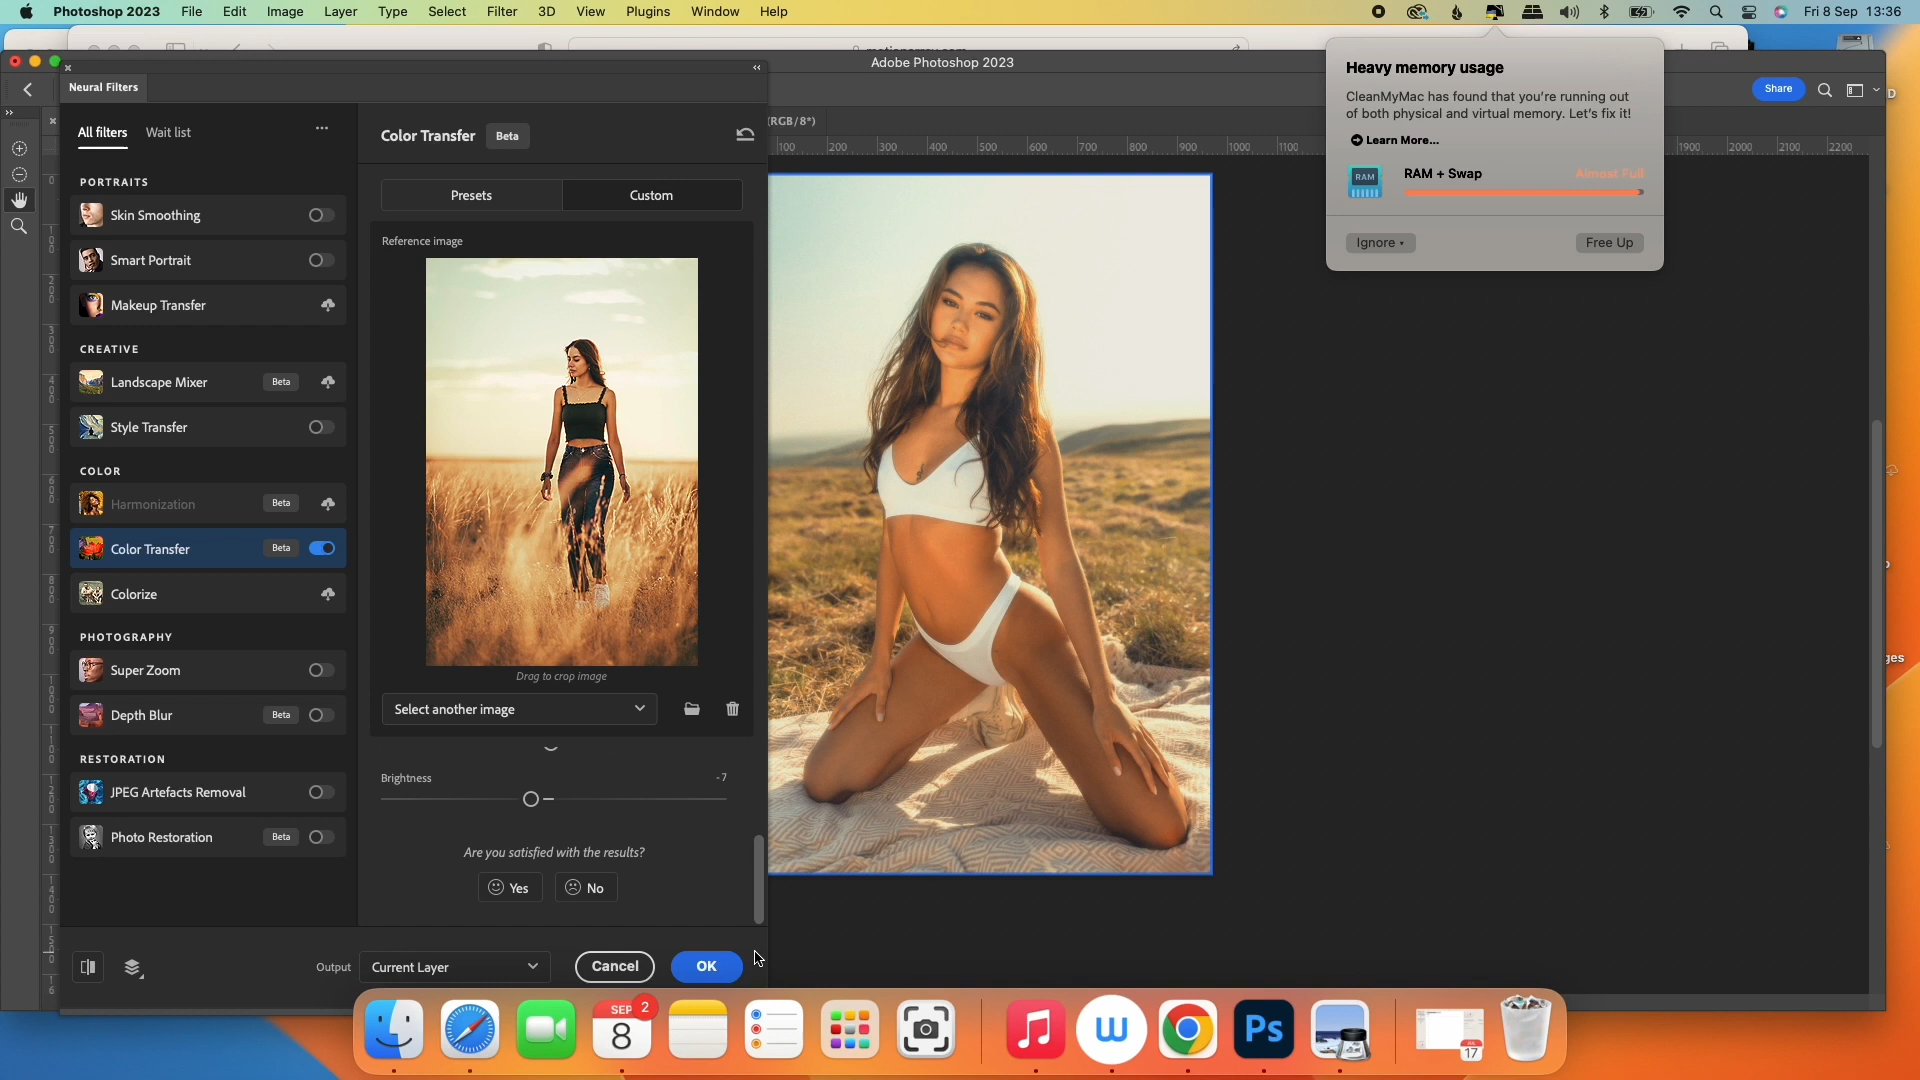 Photoshop 2023 File Edit Image Layer Type Select Filter 3D View Plugins Window Help
Fri 8 Sep 13:36
Adobe Photoshop 2023
Neural Filters
Share
(RGB/8*)
All filters Wait list
Color Transfer Beta
Presets Custom
PORTRAITS
Skin Smoothing
Smart Portrait
Makeup Transfer
CREATIVE
Landscape Mixer Beta
Style Transfer
COLOR
Harmonization Beta
Color Transfer Beta
Colorize
PHOTOGRAPHY
Super Zoom
Depth Blur Beta
RESTORATION
JPEG Artefacts Removal
Photo Restoration Beta
Reference image
Drag to crop image
Select another image
Brightness -7
Are you satisfied with the results?
Yes No
Output Current Layer Cancel OK
100 200 300 400 500 600 700 800 900 1000 1100 1900 2000 2100 2200
Heavy memory usage
CleanMyMac has found that you're running out
of both physical and virtual memory. Let's fix it!
Learn More...
RAM
RAM + Swap Almost Full
Ignore Free Up
SEP 2
8
Ps
17